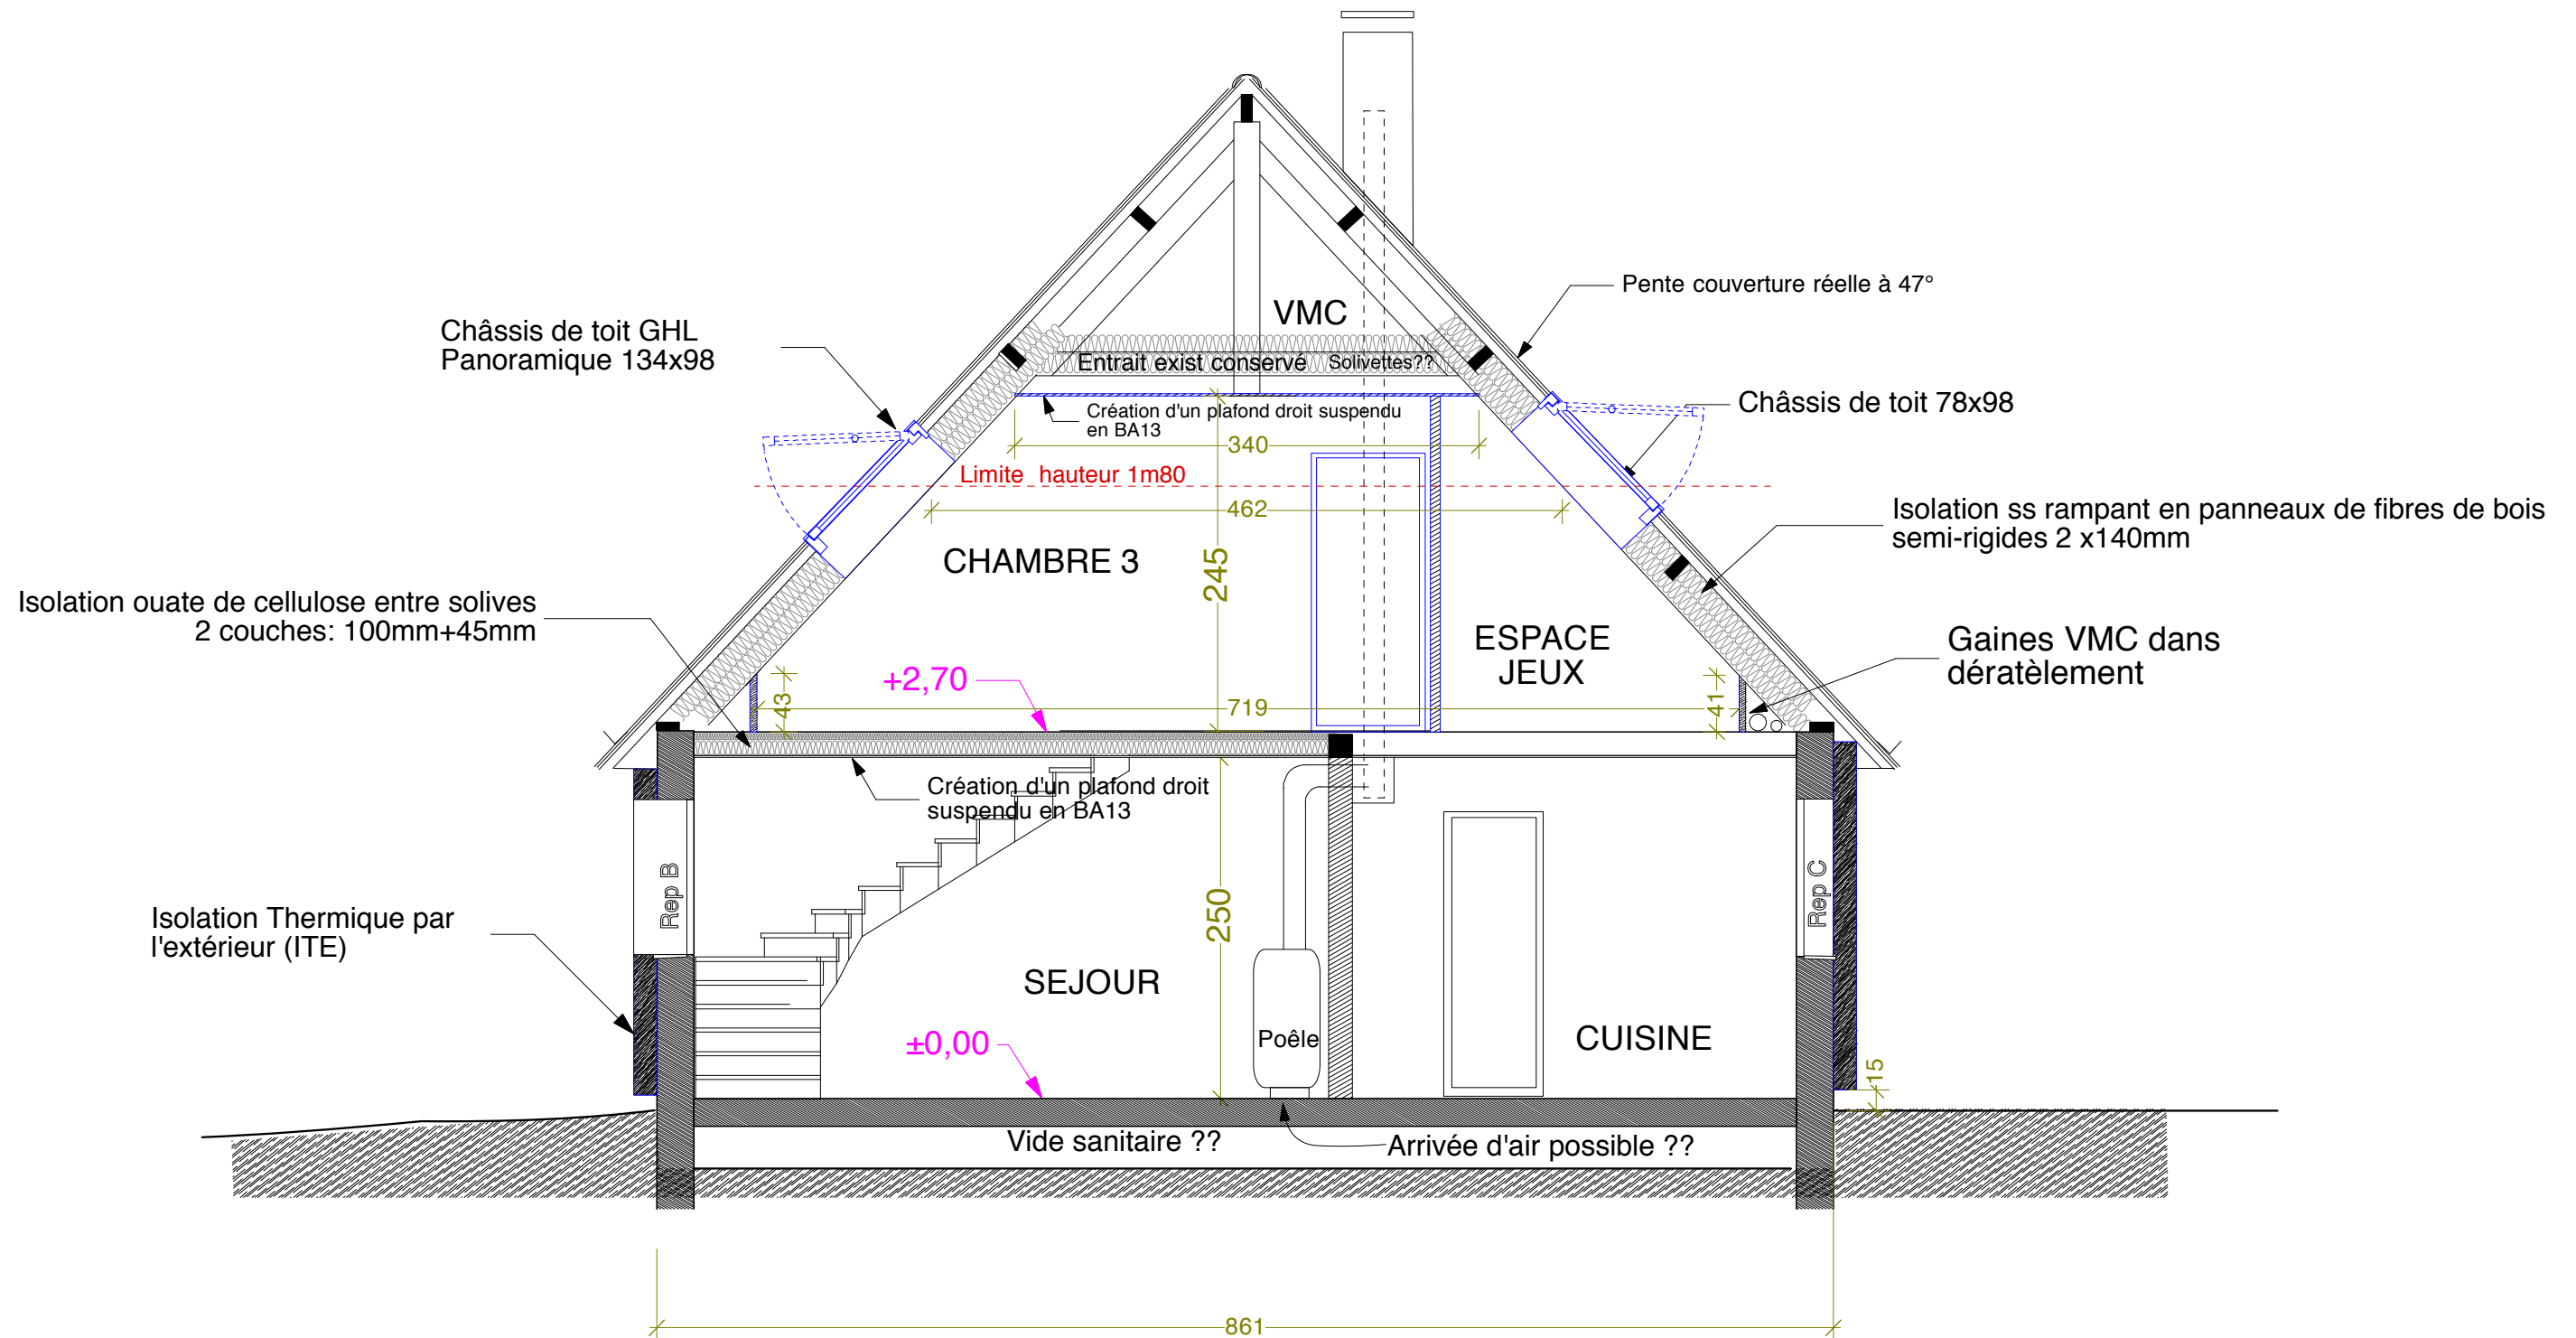 Pente couverture réelle à 47°
VMC
Châssis de toit GHL
Panoramique 134x98
Entrait exist conservé
Solivettes??
Châssis de toit 78x98
Création d'un plafond droit suspendu
en BA13
340
Limite hauteur 1m80
462
Isolation ss rampant en panneaux de fibres de bois
semi-rigides 2 x140mm
CHAMBRE 3
245
Isolation ouate de cellulose entre solives
2 couches: 100mm+45mm
ESPACE
JEUX
Gaines VMC dans
dératèlement
+2,70
43
719
41
Création d'un plafond droit
suspendu en BA13
Rep B
Rep C
250
Isolation Thermique par
l'extérieur (ITE)
SEJOUR
Poêle
CUISINE
±0,00
15
Vide sanitaire ??
Arrivée d'air possible ??
861